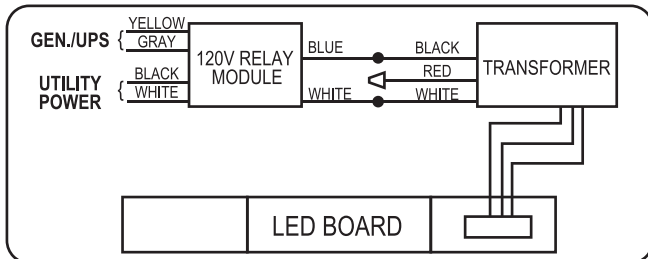 YELLOW
GEN./UPS {
GRAY
BLACK
UTILITY POWER {
WHITE
120V RELAY
MODULE
BLUE
BLACK
RED
WHITE
WHITE
TRANSFORMER
LED BOARD